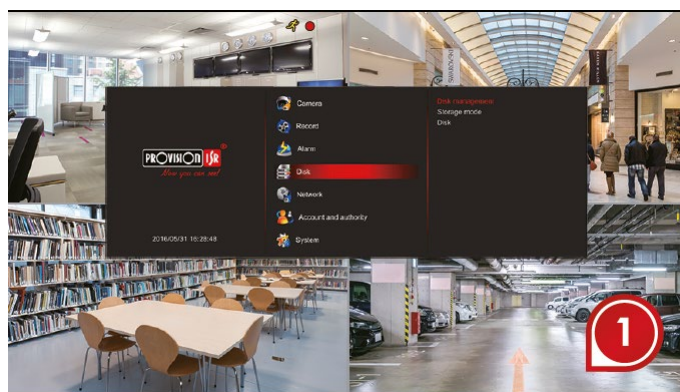 SWAROVSKI
PROVISION ISR
Now you can see!
2016/05/31 16:28:48
Camera
Record
Alarm
Disk
Network
Account and authority
System
Disk management
Storage mode
Disk
1